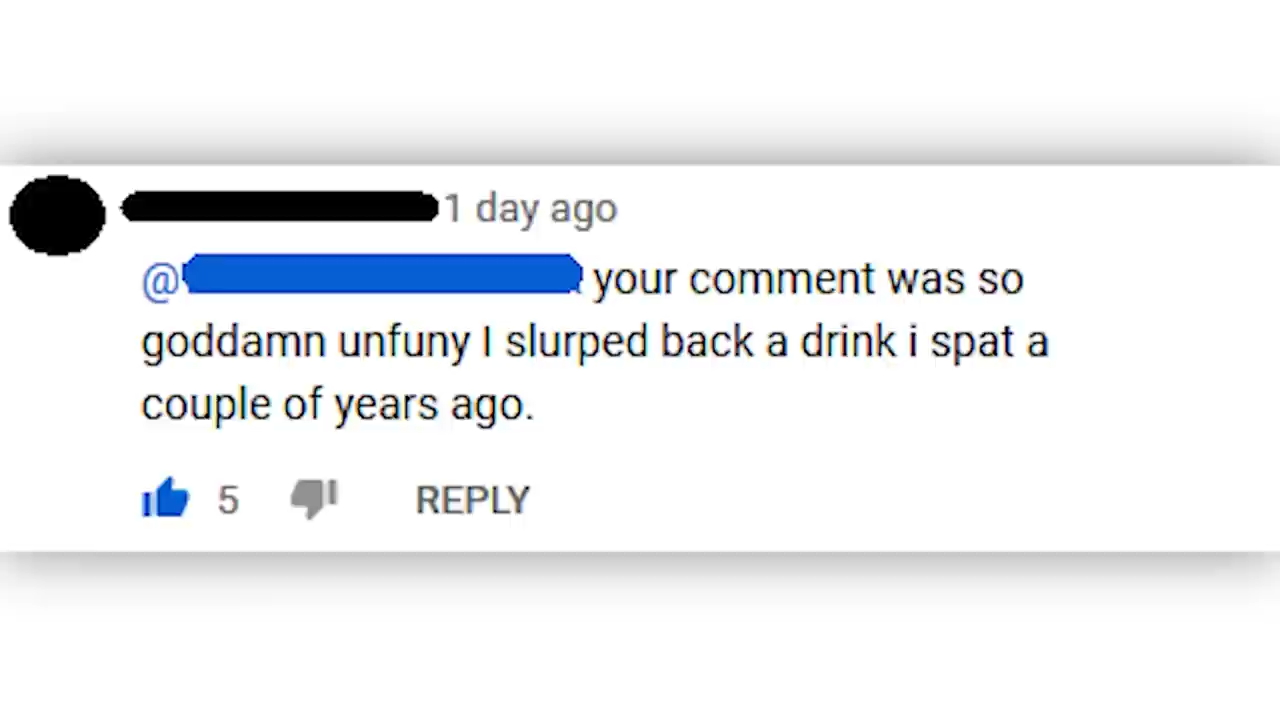 1 day ago
@ your comment was so
goddamn unfuny I slurped back a drink i spat a
couple of years ago.
5 REPLY